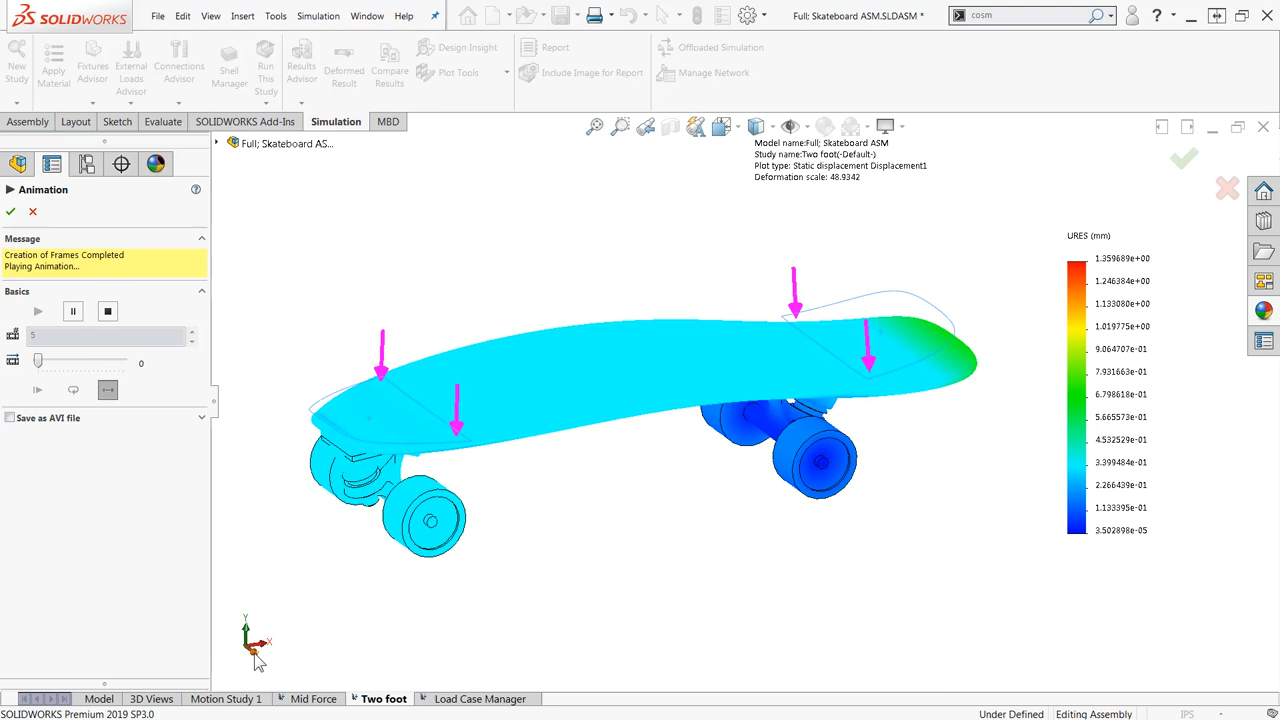 SOLIDWORKS
File Edit View Insert Tools Simulation Window Help
Full: Skateboard ASM.SLDASM *
cosm
?
New Study
Apply Material
Fixtures Advisor
External Loads Advisor
Connections Advisor
Shell Manager
Run This Study
Results Advisor
Deformed Result
Compare Results
Design Insight
Plot Tools
Report
Include Image for Report
Offloaded Simulation
Manage Network
Assembly Layout Sketch Evaluate SOLIDWORKS Add-Ins Simulation MBD
Full; Skateboard AS...
Animation
?
Message
Creation of Frames Completed
Playing Animation...
Basics
5
0
Save as AVI file
Model name:Full; Skateboard ASM
Study name:Two foot(-Default-)
Plot type: Static displacement Displacement1
Deformation scale: 48.9342
URES (mm)
1.359689e+00
1.246384e+00
1.133080e+00
1.019775e+00
9.064707e-01
7.931663e-01
6.798618e-01
5.665573e-01
4.532529e-01
3.399484e-01
2.266439e-01
1.133395e-01
3.502898e-05
Y
X
Model 3D Views Motion Study 1 Mid Force Two foot Load Case Manager
SOLIDWORKS Premium 2019 SP3.0
Under Defined Editing Assembly IPS